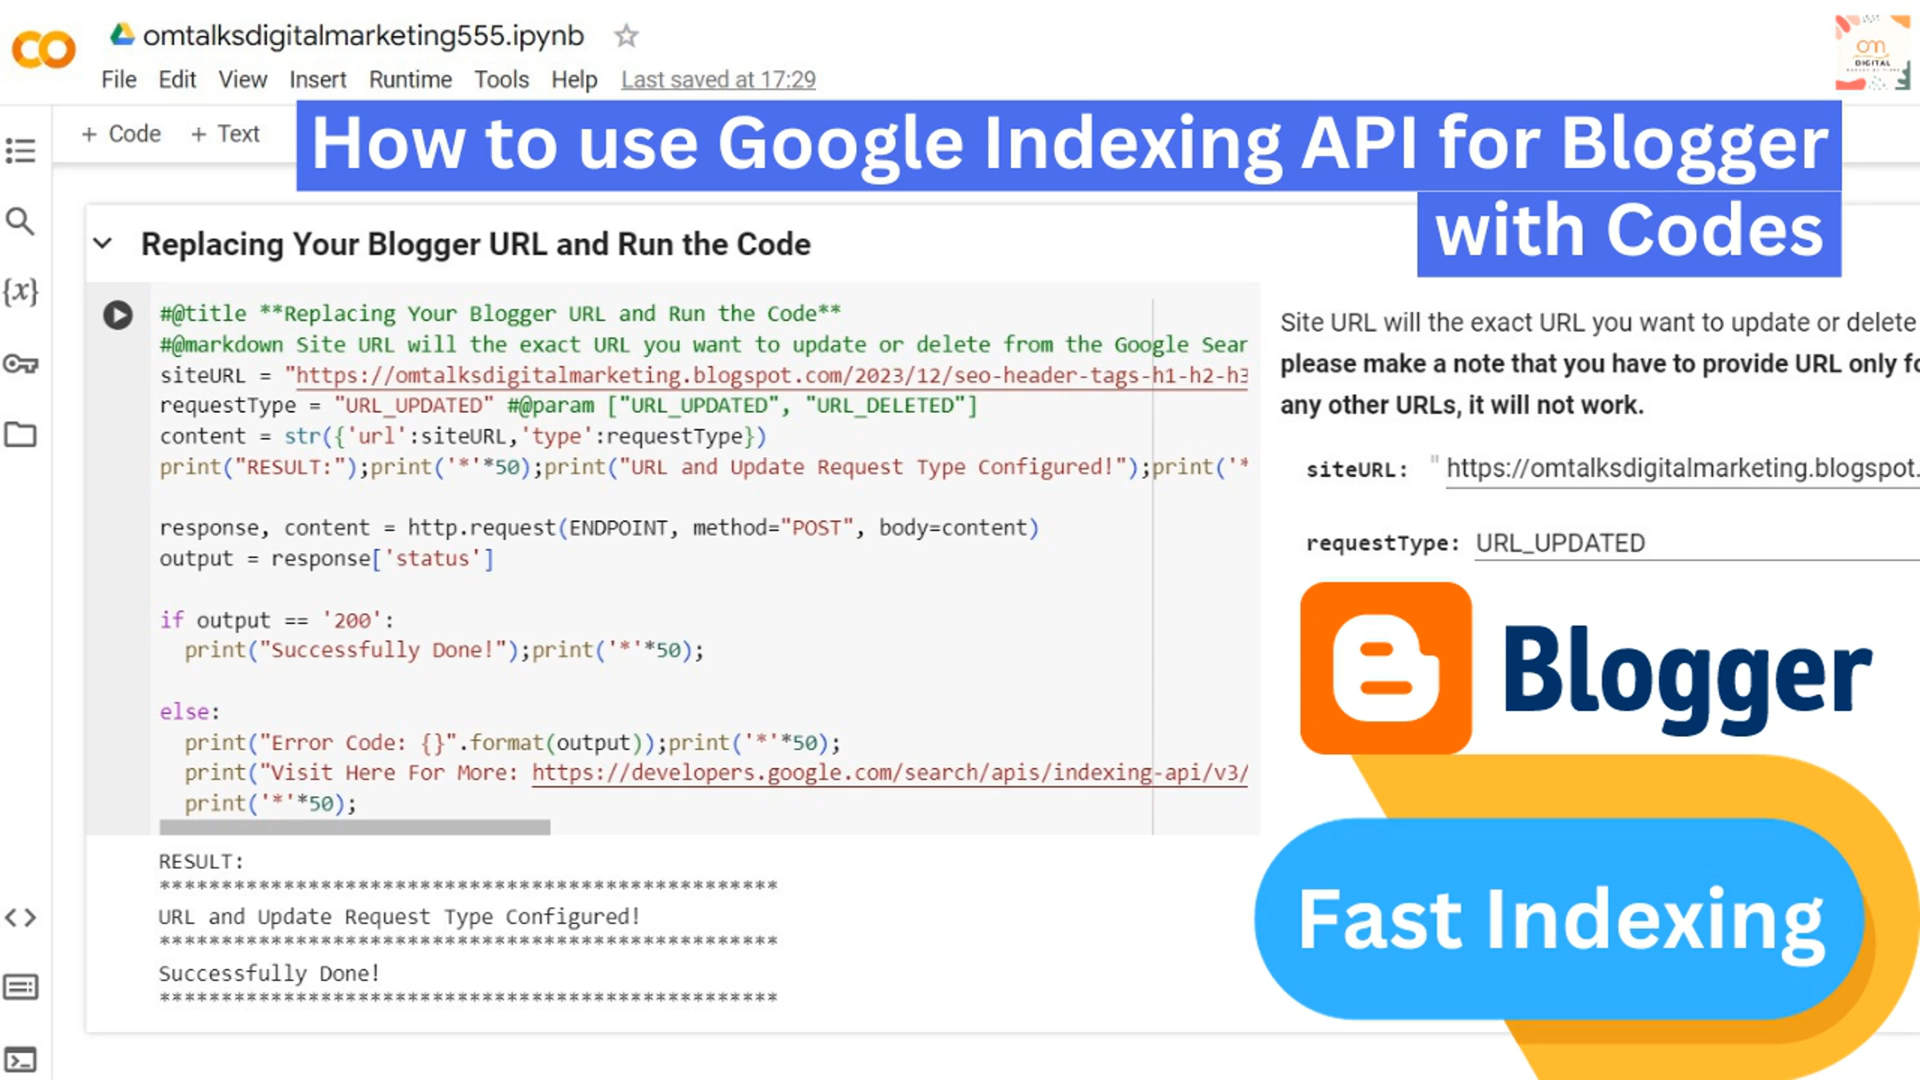 omtalksdigitalmarketing555.ipynb
File Edit View Insert Runtime Tools Help Last saved at 17:29
om
DIGITAL
+ Code + Text
How to use Google Indexing API for Blogger
with Codes
Replacing Your Blogger URL and Run the Code
#@title **Replacing Your Blogger URL and Run the Code**
#@markdown Site URL will the exact URL you want to update or delete from the Google Sear
siteURL = "https://omtalksdigitalmarketing.blogspot.com/2023/12/seo-header-tags-h1-h2-h3
requestType = "URL_UPDATED" #@param ["URL_UPDATED", "URL_DELETED"]
content = str({'url':siteURL,'type':requestType})
print("RESULT:");print('*'*50);print("URL and Update Request Type Configured!");print('*
response, content = http.request(ENDPOINT, method="POST", body=content)
output = response['status']
if output == '200':
print("Successfully Done!");print('*'*50);
else:
print("Error Code: {}".format(output));print('*'*50);
print("Visit Here For More: https://developers.google.com/search/apis/indexing-api/v3/
print('*'*50);
RESULT:
**************************************************
URL and Update Request Type Configured!
**************************************************
Successfully Done!
**************************************************
Site URL will the exact URL you want to update or delete
please make a note that you have to provide URL only fo
any other URLs, it will not work.
siteURL: " https://omtalksdigitalmarketing.blogspot.
requestType: URL_UPDATED
Blogger
Fast Indexing